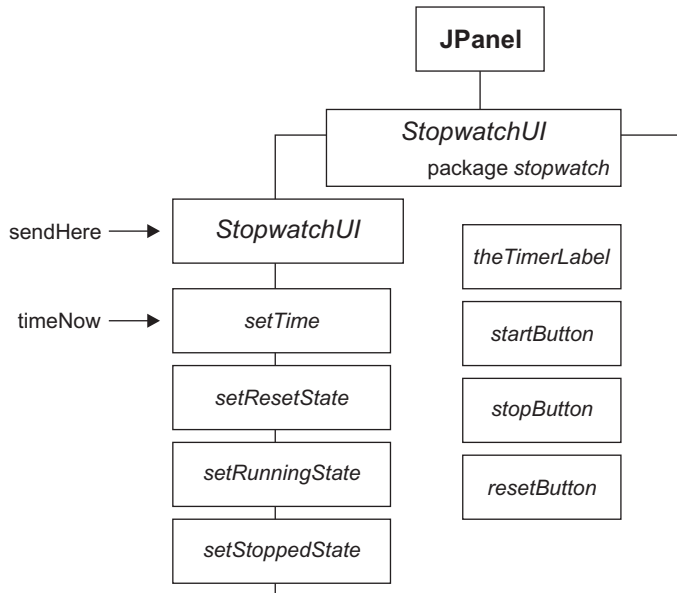 JPanel
StopwatchUI
package stopwatch
sendHere
StopwatchUI
timeNow
setTime
setResetState
setRunningState
setStoppedState
theTimerLabel
startButton
stopButton
resetButton